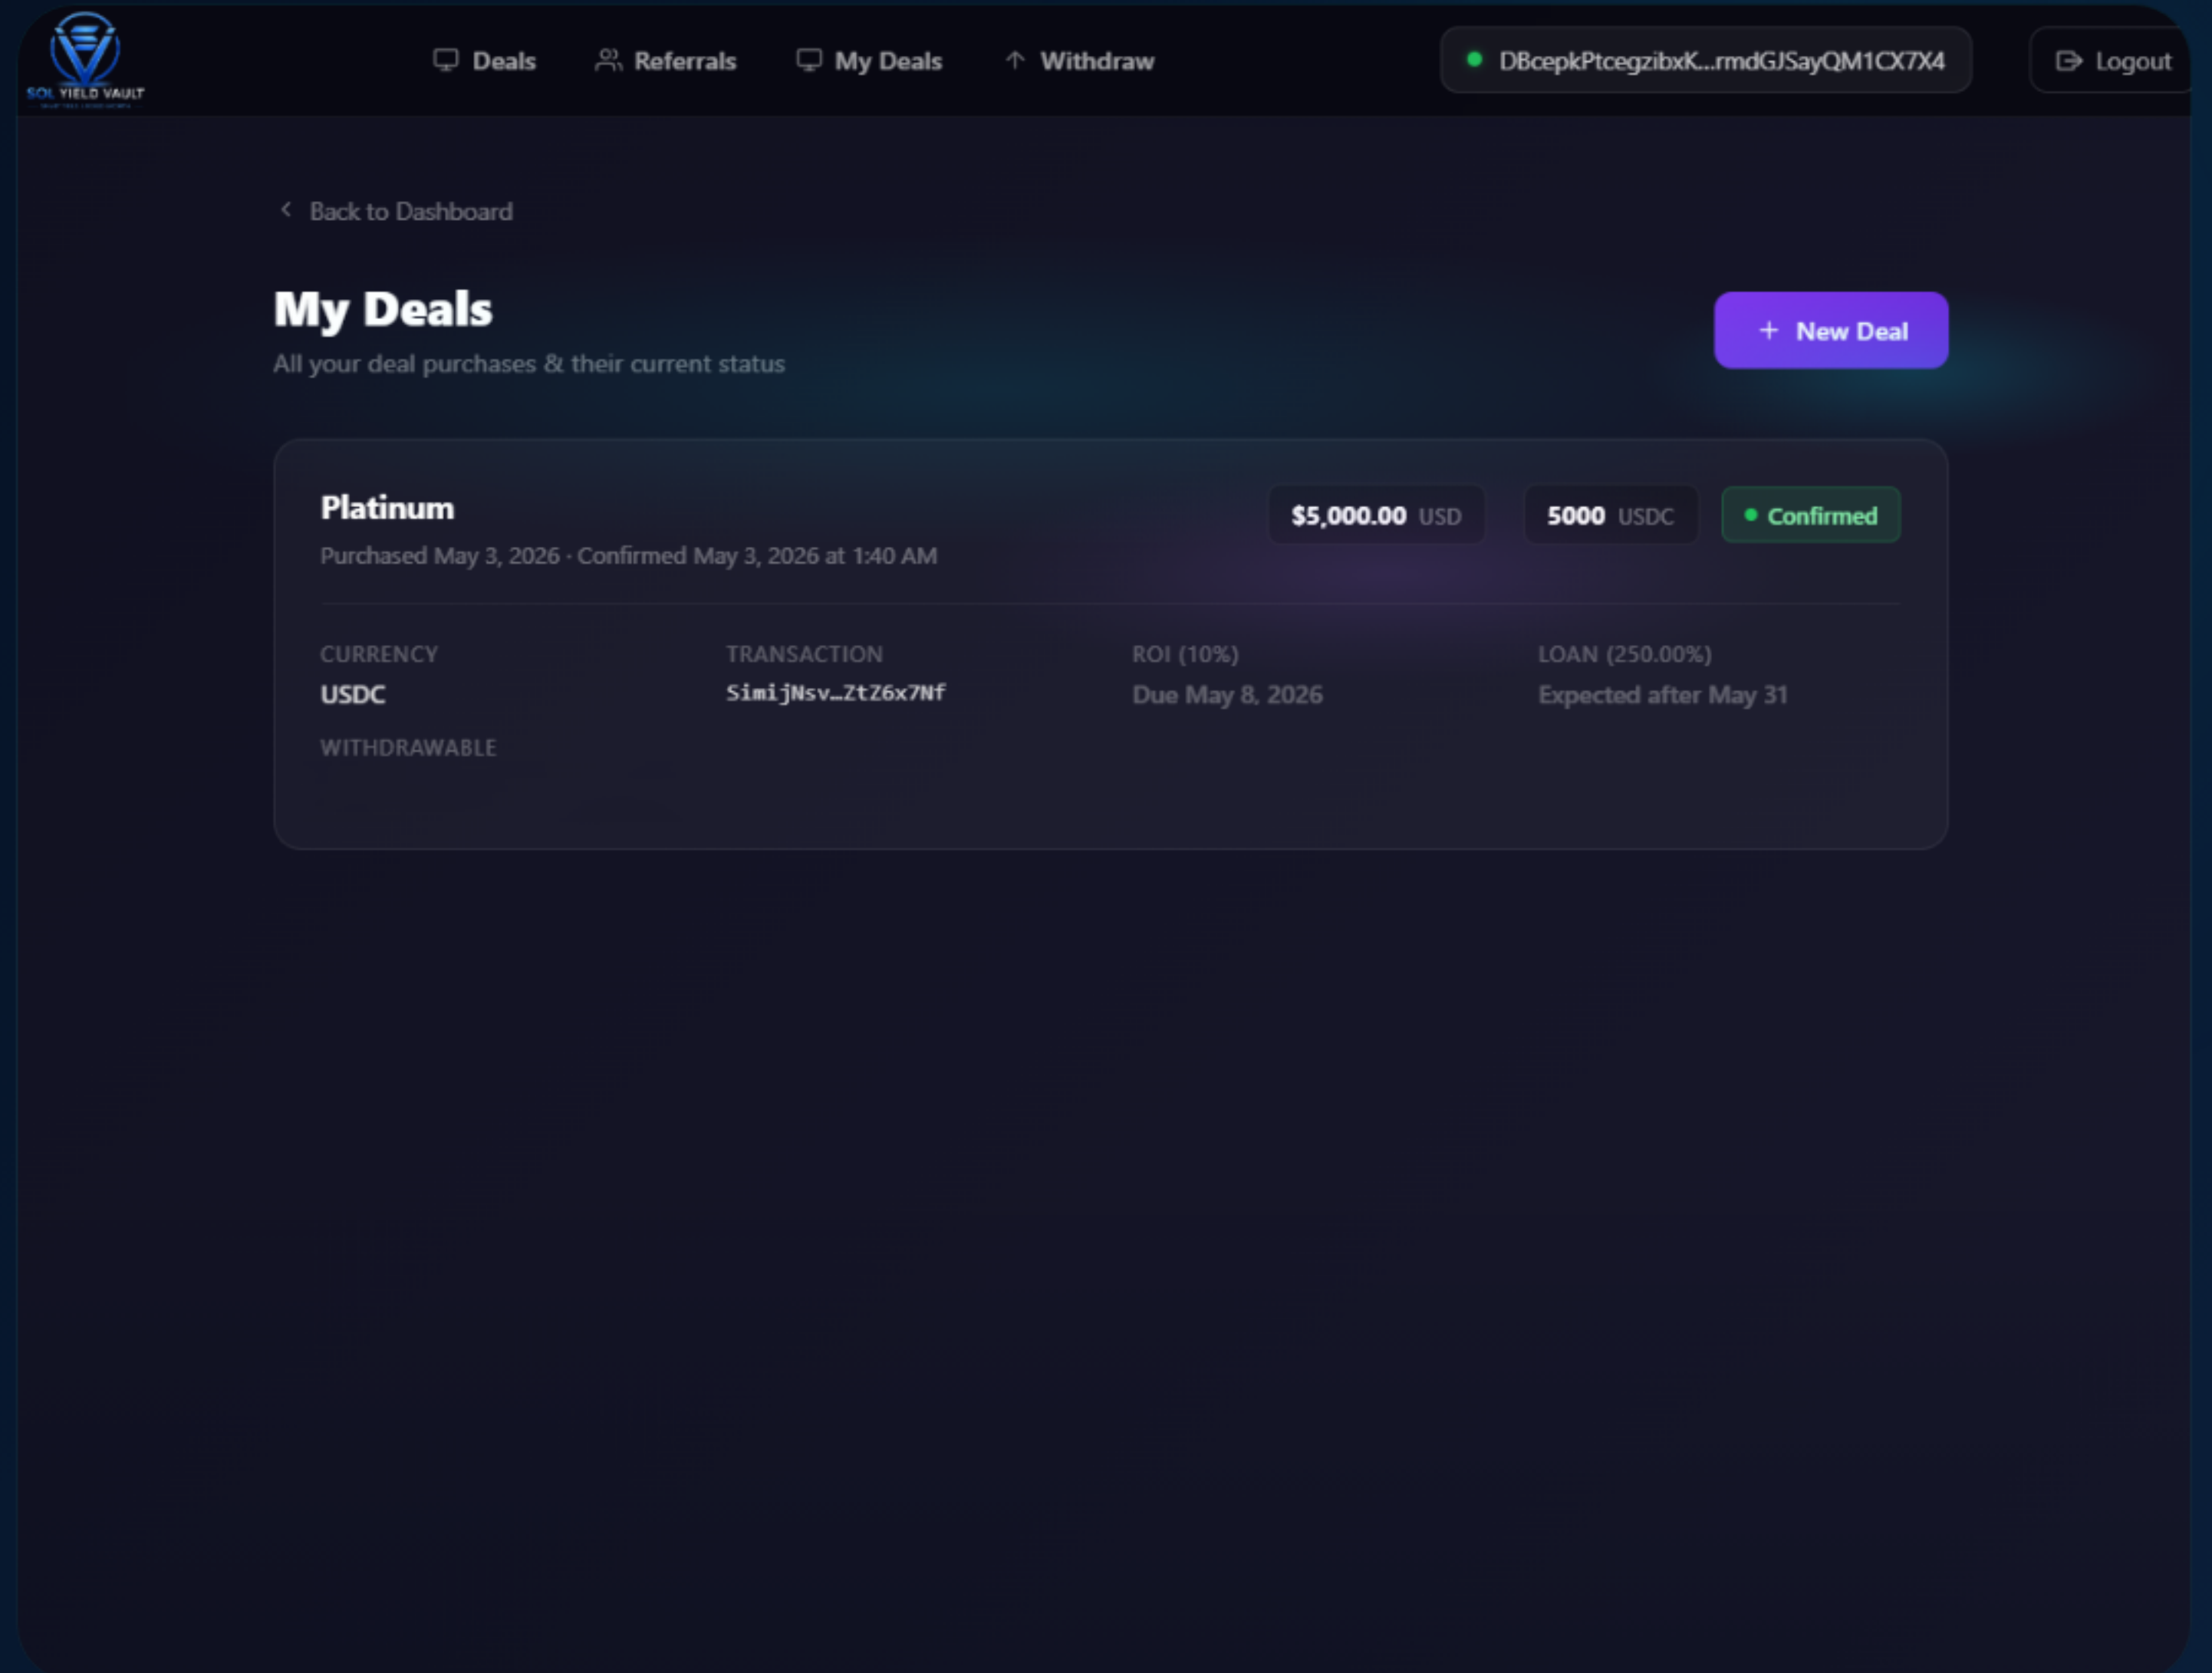 SOL YIELD VAULT
Deals
Referrals
My Deals
Withdraw
DBcepkPtcegzibxK...rmdGJSayQM1CX7X4
Logout
Back to Dashboard
My Deals
All your deal purchases & their current status
+ New Deal
Platinum
$5,000.00 USD
5000 USDC
Confirmed
Purchased May 3, 2026 · Confirmed May 3, 2026 at 1:40 AM
CURRENCY
USDC
TRANSACTION
SimijNsv…ZtZ6x7Nf
ROI (10%)
Due May 8, 2026
LOAN (250.00%)
Expected after May 31
WITHDRAWABLE